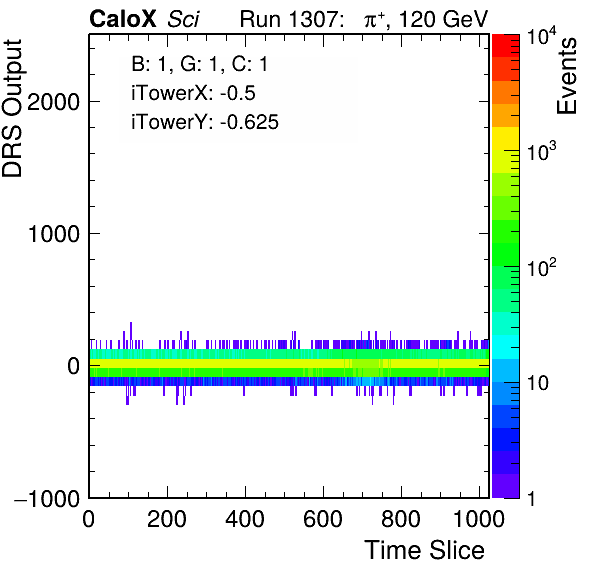 CaloX Sci Run 1307: π⁺, 120 GeV
B: 1, G: 1, C: 1
iTowerX: -0.5
iTowerY: -0.625
DRS Output
2000
1000
0
−1000
0 200 400 600 800 1000
Time Slice
Events
10⁴
10³
10²
10
1